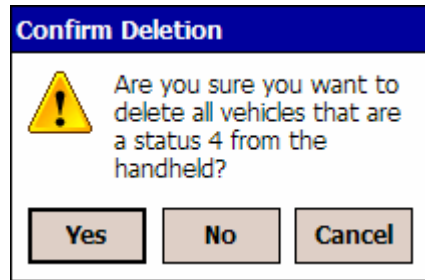 Confirm Deletion
Are you sure you want to
delete all vehicles that are
a status 4 from the
handheld?
Yes No Cancel